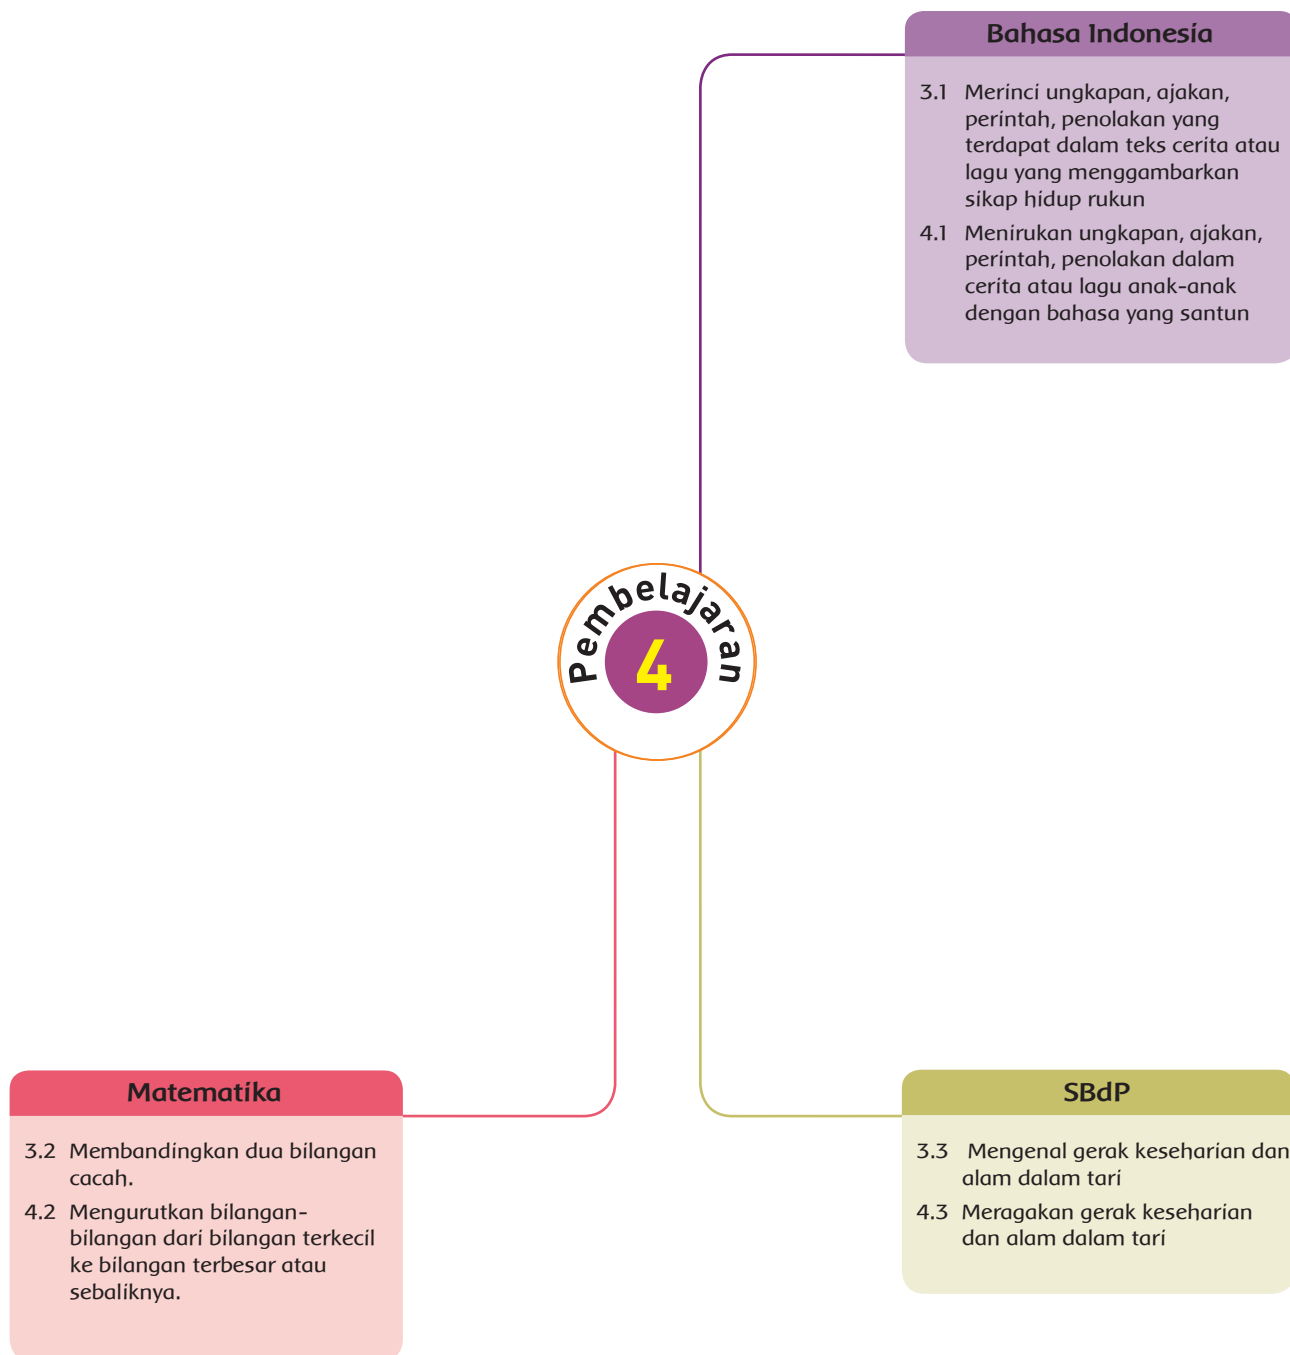 Bahasa Indonesia
3.1 Merinci ungkapan, ajakan,
perintah, penolakan yang
terdapat dalam teks cerita atau
lagu yang menggambarkan
sikap hidup rukun
4.1 Menirukan ungkapan, ajakan,
perintah, penolakan dalam
cerita atau lagu anak-anak
dengan bahasa yang santun
Pembelajaran
4
Matematika
3.2 Membandingkan dua bilangan
cacah.
4.2 Mengurutkan bilangan-
bilangan dari bilangan terkecil
ke bilangan terbesar atau
sebaliknya.
SBdP
3.3 Mengenal gerak keseharian dan
alam dalam tari
4.3 Meragakan gerak keseharian
dan alam dalam tari